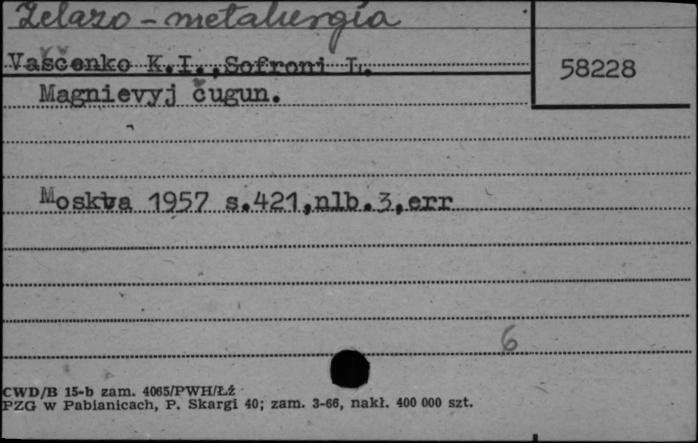 Żelazo - metalurgia
Vaščenko K.I.,Sofroni L.
58228
Magnievyj čugun.
Moskva 1957 s.421,nlb.3,err
6
CWD/B 15-b zam. 4065/PWH/Łź
PZG w Pabianicach, P. Skargi 40; zam. 3-66, nakł. 400 000 szt.